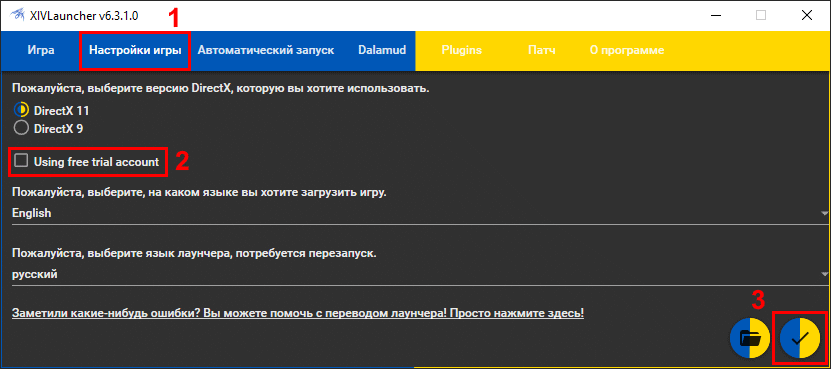 XIVLauncher v6.3.1.0
1
Игра Настройки игры Автоматический запуск Dalamud Plugins Патч О программе
Пожалуйста, выберите версию DirectX, которую вы хотите использовать.
DirectX 11
DirectX 9
Using free trial account 2
Пожалуйста, выберите, на каком языке вы хотите загрузить игру.
English
Пожалуйста, выберите язык лаунчера, потребуется перезапуск.
русский
3
Заметили какие-нибудь ошибки? Вы можете помочь с переводом лаунчера! Просто нажмите здесь!